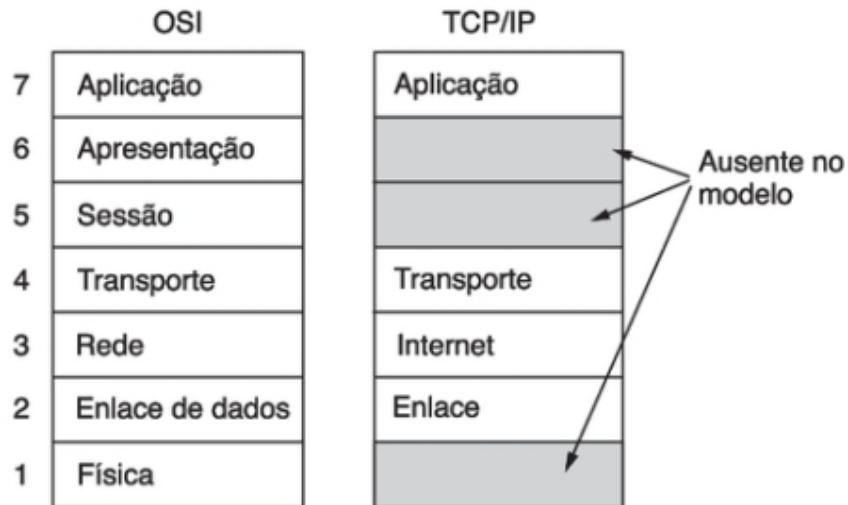 OSI TCP/IP
7 Aplicação Aplicação
6 Apresentação
Ausente no
modelo
5 Sessão
4 Transporte Transporte
3 Rede Internet
2 Enlace de dados Enlace
1 Física